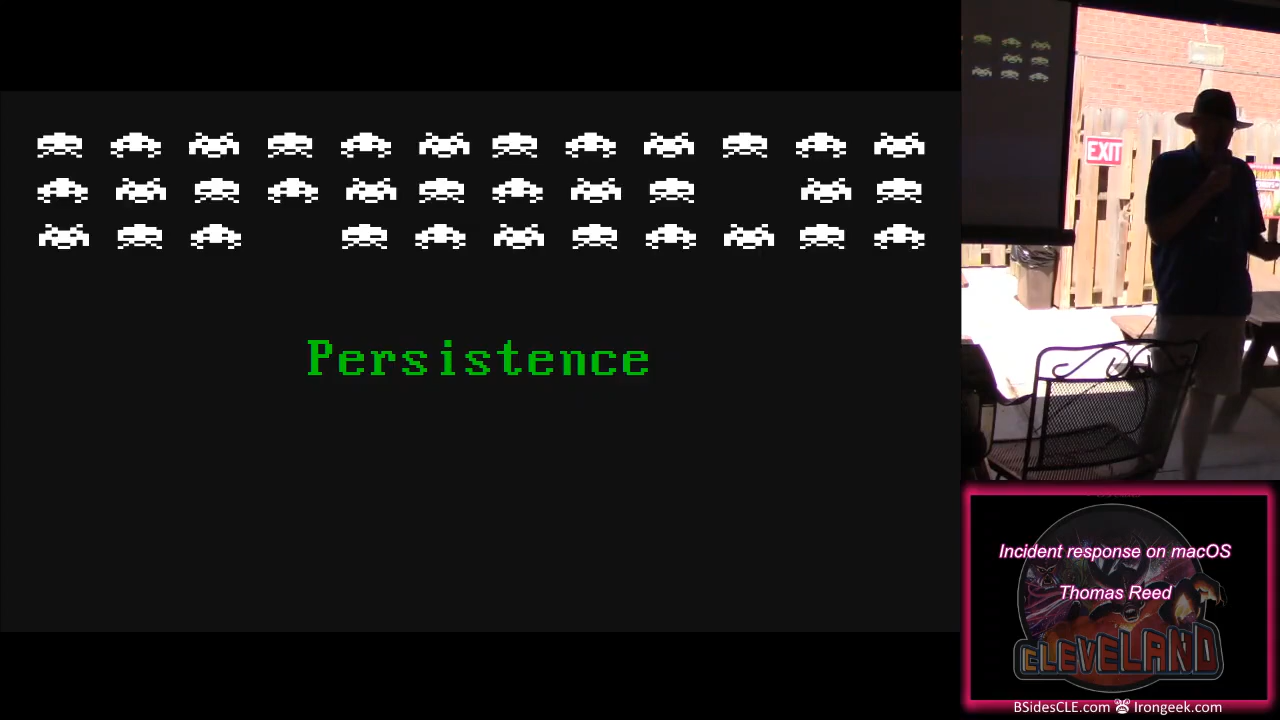 Persistence
EXIT
Incident response on macOS
Thomas Reed
CLEVELAND
BSidesCLE.com Irongeek.com